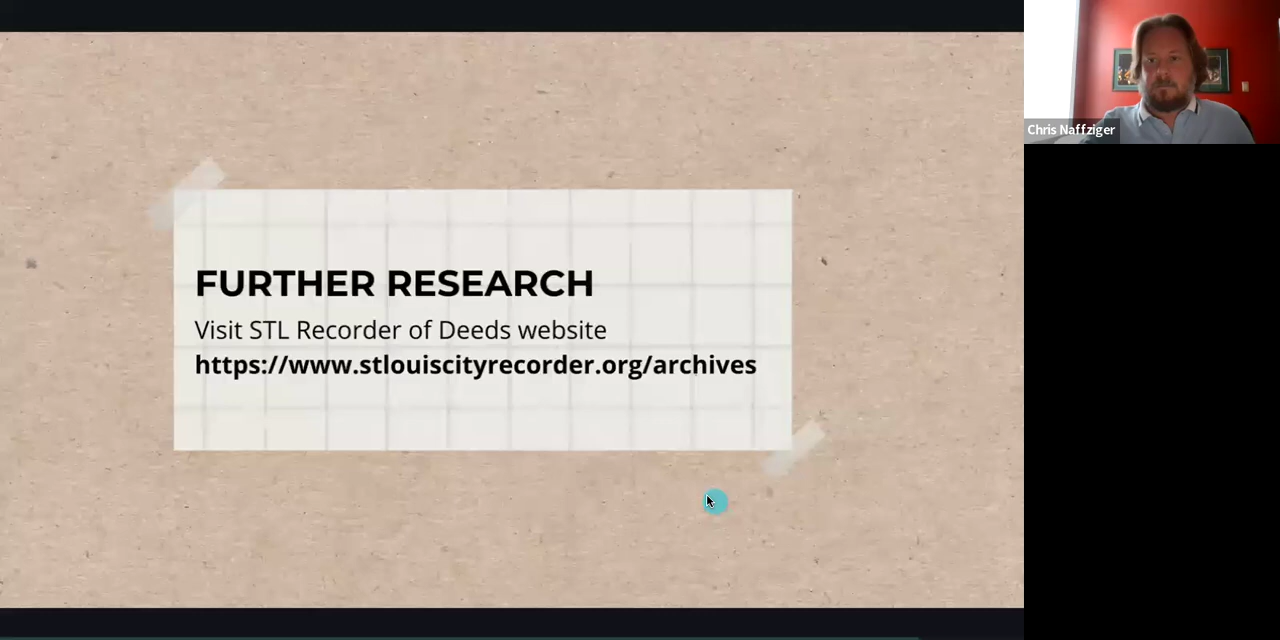 FURTHER RESEARCH
Visit STL Recorder of Deeds website
https://www.stlouiscityrecorder.org/archives
Chris Naffziger